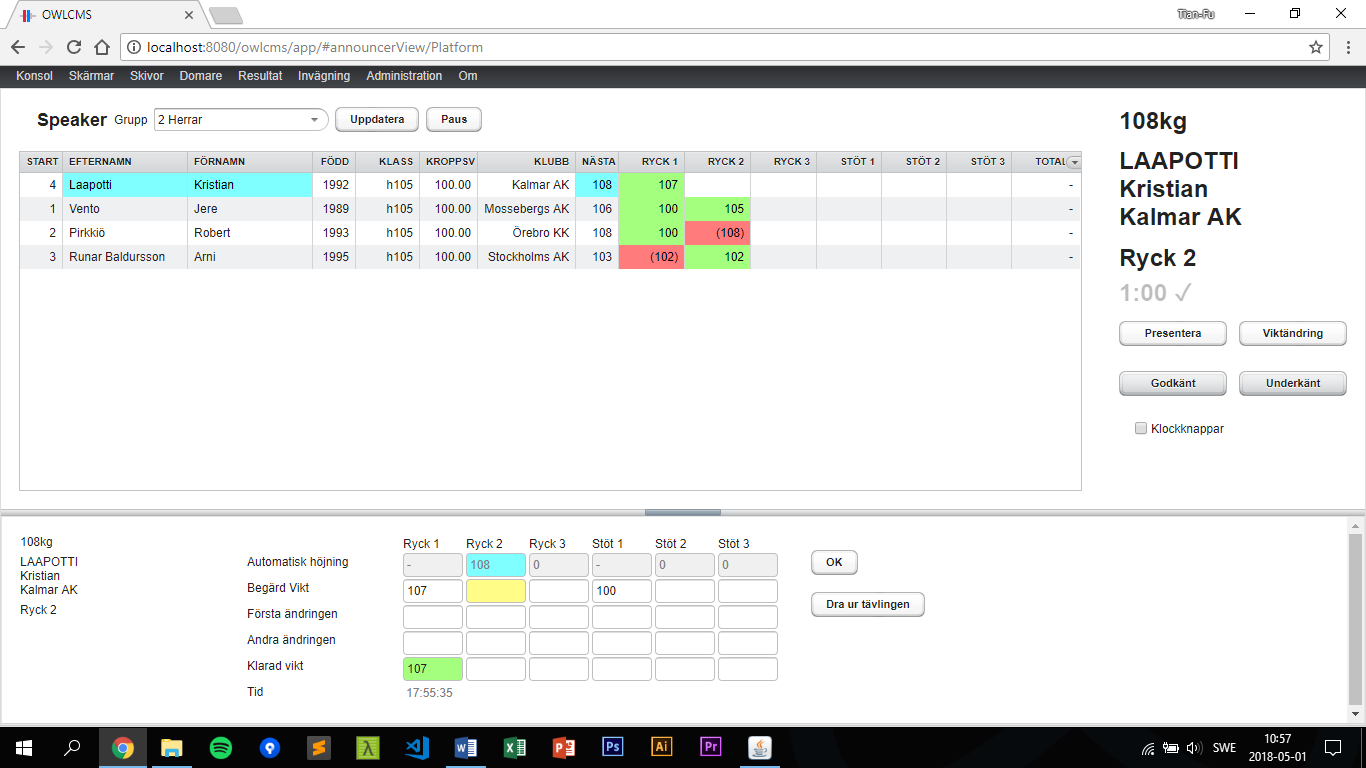 OWLCMS
Tian-Fu
localhost:8080/owlcms/app/#announcerView/Platform
Konsol Skärmar Skivor Domare Resultat Invägning Administration Om
Speaker Grupp 2 Herrar Uppdatera Paus
START EFTERNAMN FÖRNAMN FÖDD KLASS KROPPSV KLUBB NÄSTA RYCK 1 RYCK 2 RYCK 3 STÖT 1 STÖT 2 STÖT 3 TOTAL
4 Laapotti Kristian 1992 h105 100.00 Kalmar AK 108 107 -
1 Vento Jere 1989 h105 100.00 Mossebergs AK 106 100 105 -
2 Pirkkiö Robert 1993 h105 100.00 Örebro KK 108 100 (108) -
3 Runar Baldursson Arni 1995 h105 100.00 Stockholms AK 103 (102) 102 -
108kg
LAAPOTTI
Kristian
Kalmar AK
Ryck 2
1:00 ✓
Presentera Viktändring
Godkänt Underkänt
Klockknappar
108kg
LAAPOTTI
Kristian
Kalmar AK
Ryck 2
Ryck 1 Ryck 2 Ryck 3 Stöt 1 Stöt 2 Stöt 3
Automatisk höjning - 108 0 - 0 0
Begärd Vikt 107 100
Första ändringen
Andra ändringen
Klarad vikt 107
Tid 17:55:35
OK
Dra ur tävlingen
Ps Ai Pr
SWE
10:57
2018-05-01